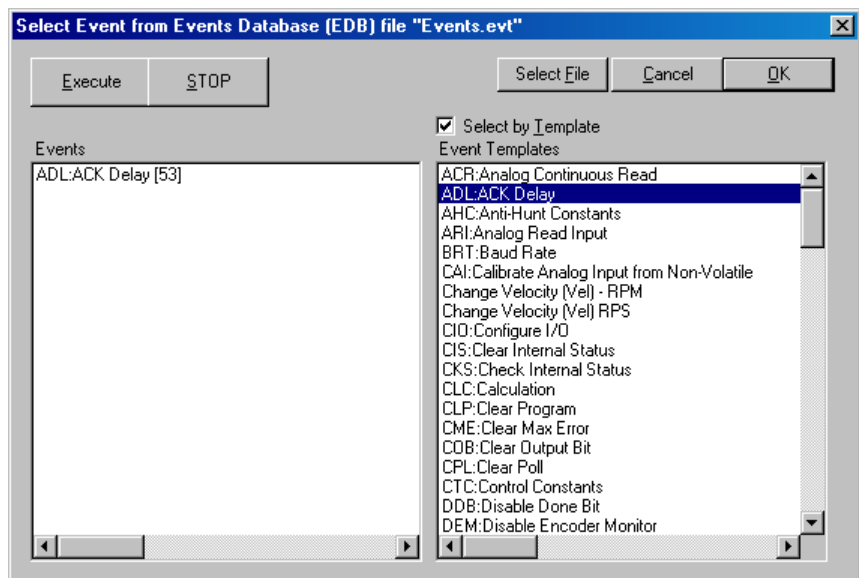 Select Event from Events Database (EDB) file "Events.evt"
Execute
STOP
Select File
Cancel
OK
Select by Template
Events
Event Templates
ADL:ACK Delay [53]
ACR:Analog Continuous Read
ADL:ACK Delay
AHC:Anti-Hunt Constants
ARI:Analog Read Input
BRT:Baud Rate
CAI:Calibrate Analog Input from Non-Volatile
Change Velocity (Vel) - RPM
Change Velocity (Vel) RPS
CIO:Configure I/O
CIS:Clear Internal Status
CKS:Check Internal Status
CLC:Calculation
CLP:Clear Program
CME:Clear Max Error
COB:Clear Output Bit
CPL:Clear Poll
CTC:Control Constants
DDB:Disable Done Bit
DEM:Disable Encoder Monitor